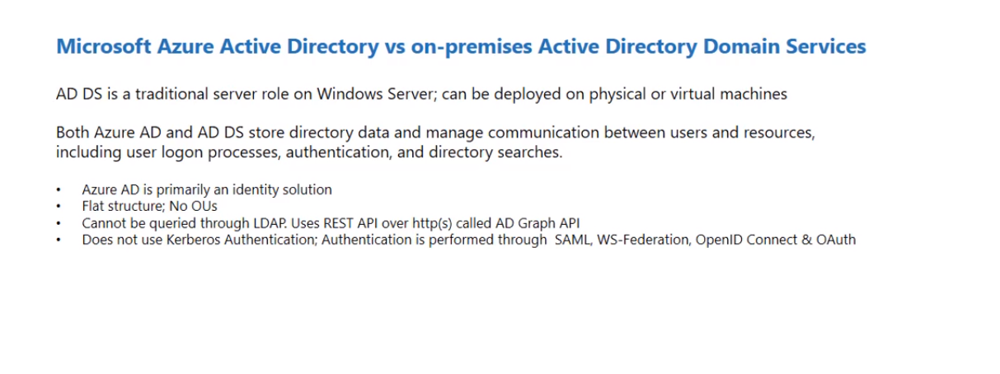 Microsoft Azure Active Directory vs on-premises Active Directory Domain Services
AD DS is a traditional server role on Windows Server; can be deployed on physical or virtual machines
Both Azure AD and AD DS store directory data and manage communication between users and resources,
including user logon processes, authentication, and directory searches.
• Azure AD is primarily an identity solution
• Flat structure; No OUs
• Cannot be queried through LDAP. Uses REST API over http(s) called AD Graph API
• Does not use Kerberos Authentication; Authentication is performed through  SAML, WS-Federation, OpenID Connect & OAuth